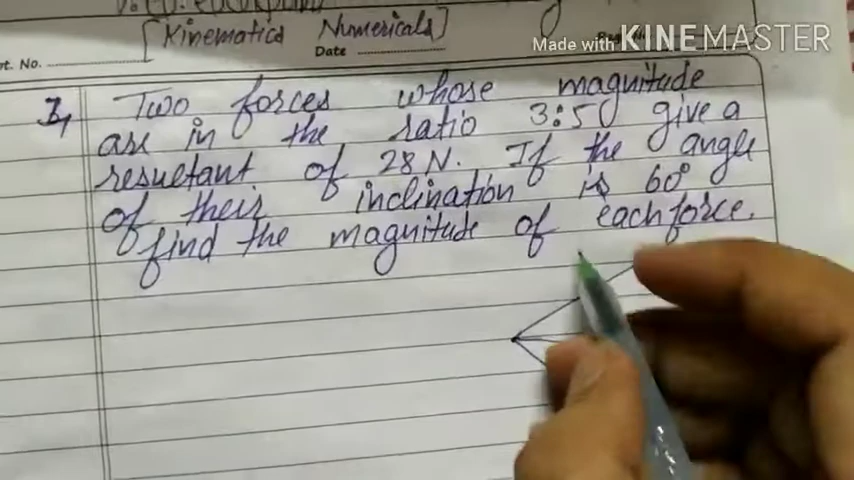 [Kinematics Numericals]
Date
Made with KINEMASTER
rt. No.
Two forces whose magnitude
are in the ratio 3:5 give a
resultant of 28 N. If the angle
of their inclination is 60°
find the magnitude of each force.